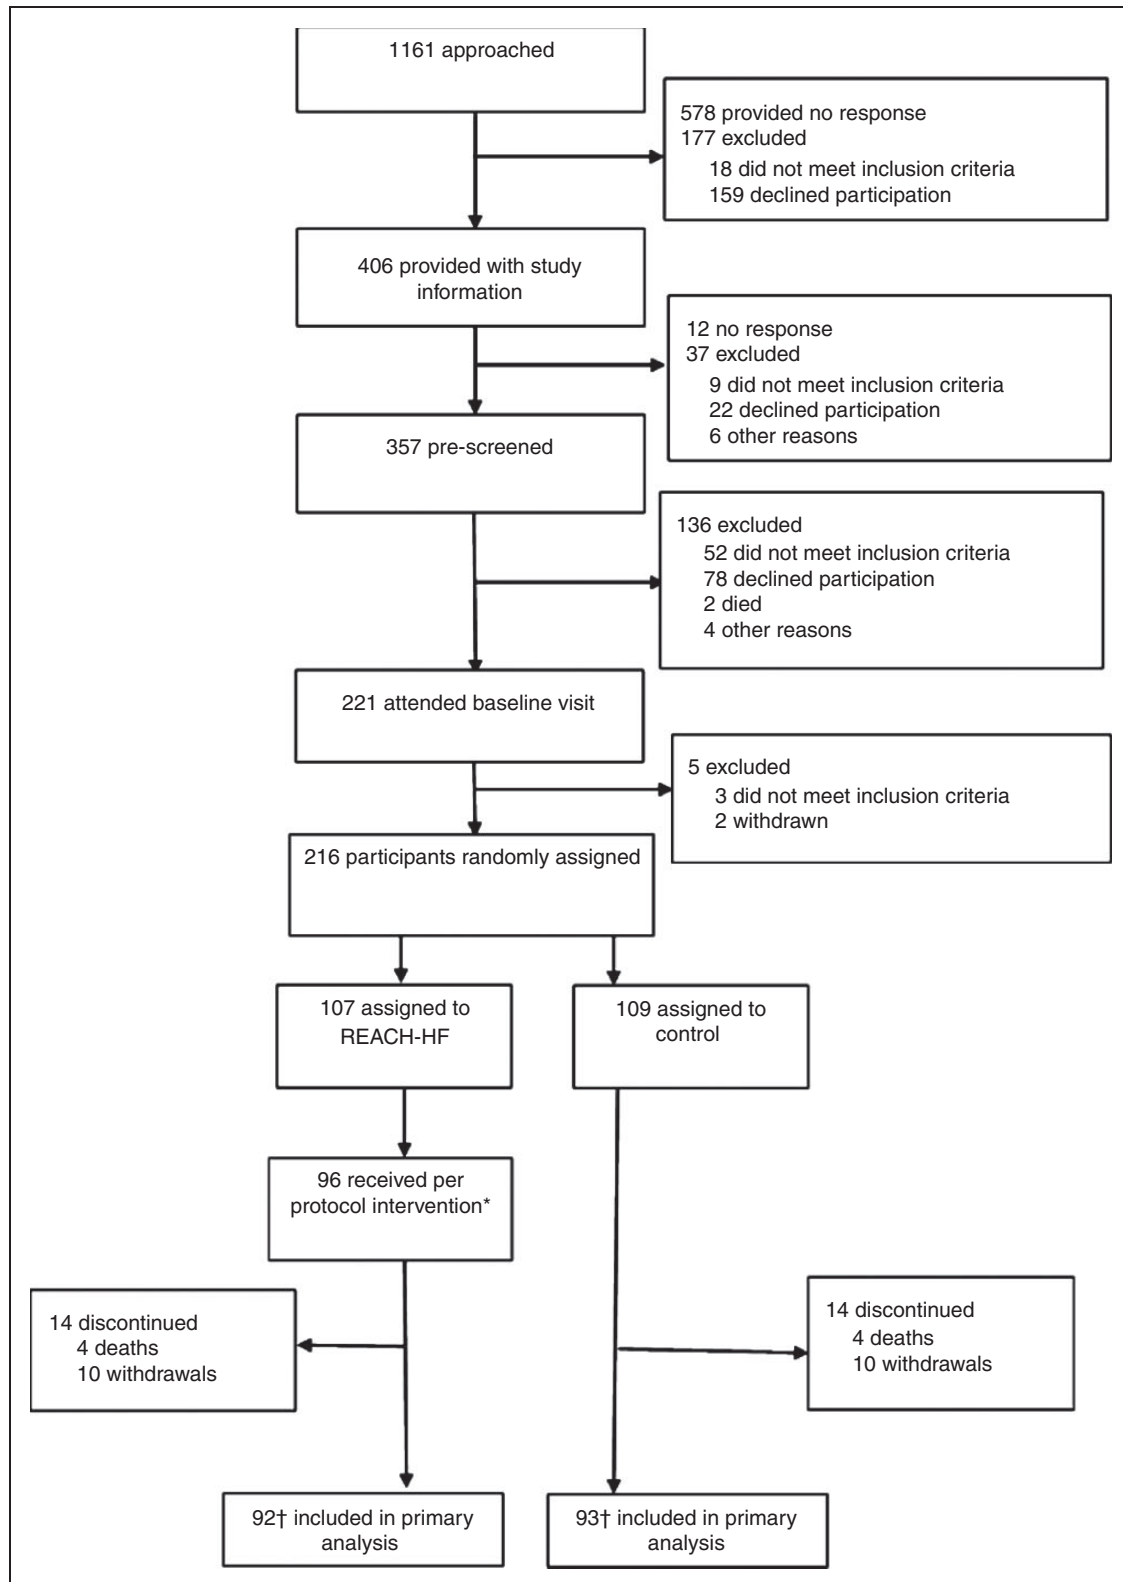 1161 approached
578 provided no response
177 excluded
18 did not meet inclusion criteria
159 declined participation
406 provided with study
information
12 no response
37 excluded
9 did not meet inclusion criteria
22 declined participation
6 other reasons
357 pre-screened
136 excluded
52 did not meet inclusion criteria
78 declined participation
2 died
4 other reasons
221 attended baseline visit
5 excluded
3 did not meet inclusion criteria
2 withdrawn
216 participants randomly assigned
107 assigned to
REACH-HF
109 assigned to
control
96 received per
protocol intervention*
14 discontinued
4 deaths
10 withdrawals
14 discontinued
4 deaths
10 withdrawals
92† included in primary
analysis
93† included in primary
analysis